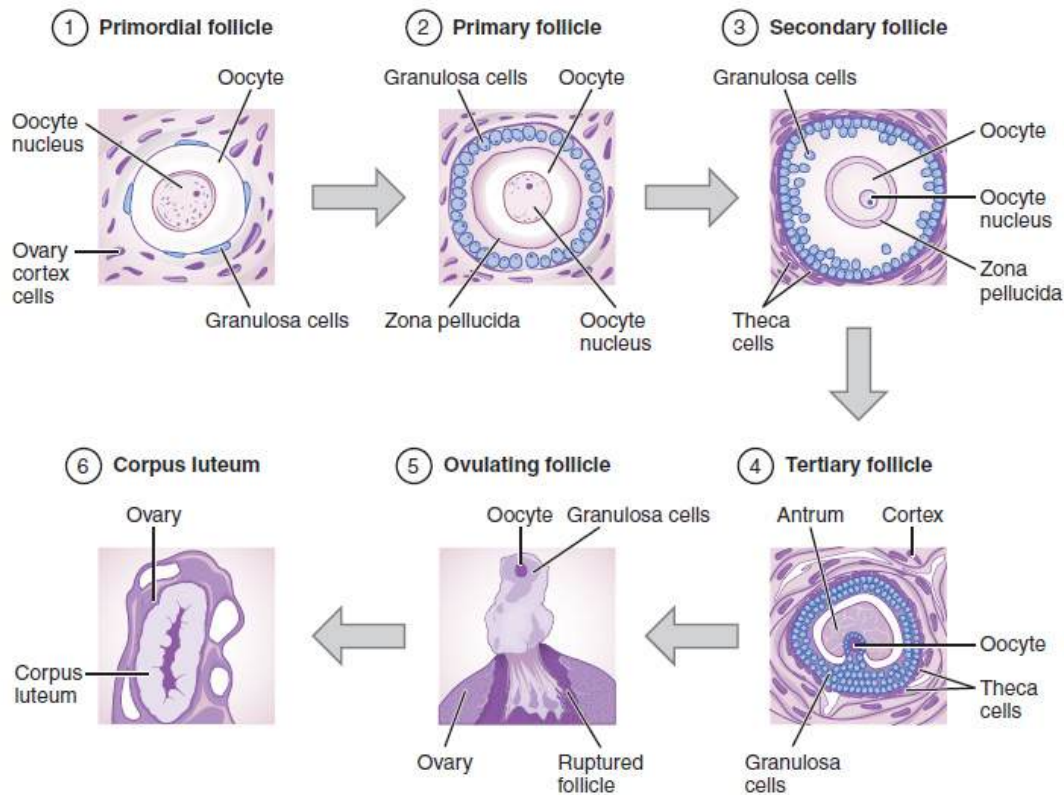 1 Primordial follicle
Oocyte
Oocyte
nucleus
Ovary
cortex
cells
Granulosa cells
2 Primary follicle
Granulosa cells
Oocyte
Zona pellucida
Oocyte
nucleus
3 Secondary follicle
Granulosa cells
Oocyte
Oocyte
nucleus
Zona
pellucida
Theca
cells
4 Tertiary follicle
Antrum
Cortex
Oocyte
Theca
cells
Granulosa
cells
5 Ovulating follicle
Oocyte
Granulosa cells
Ovary
Ruptured
follicle
6 Corpus luteum
Ovary
Corpus
luteum